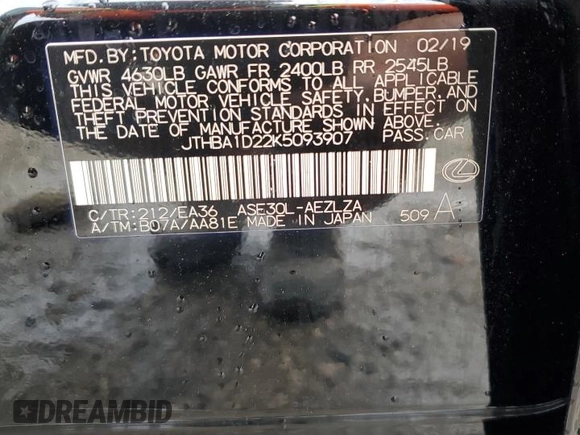 MFD. BY: TOYOTA MOTOR CORPORATION 02/19
GVWR 4630LB GAWR FR 2400LB RR 2545LB
THIS VEHICLE CONFORMS TO ALL APPLICABLE
FEDERAL MOTOR VEHICLE SAFETY, BUMPER, AND
THEFT PREVENTION STANDARDS IN EFFECT ON
THE DATE OF MANUFACTURE SHOWN ABOVE.
JTHBA1D22K5093907 PASS. CAR
C/TR: 212/EA36 ASE30L-AEZLZA
A/TM: B07A/AA81E MADE IN JAPAN 509 A
DREAMBID